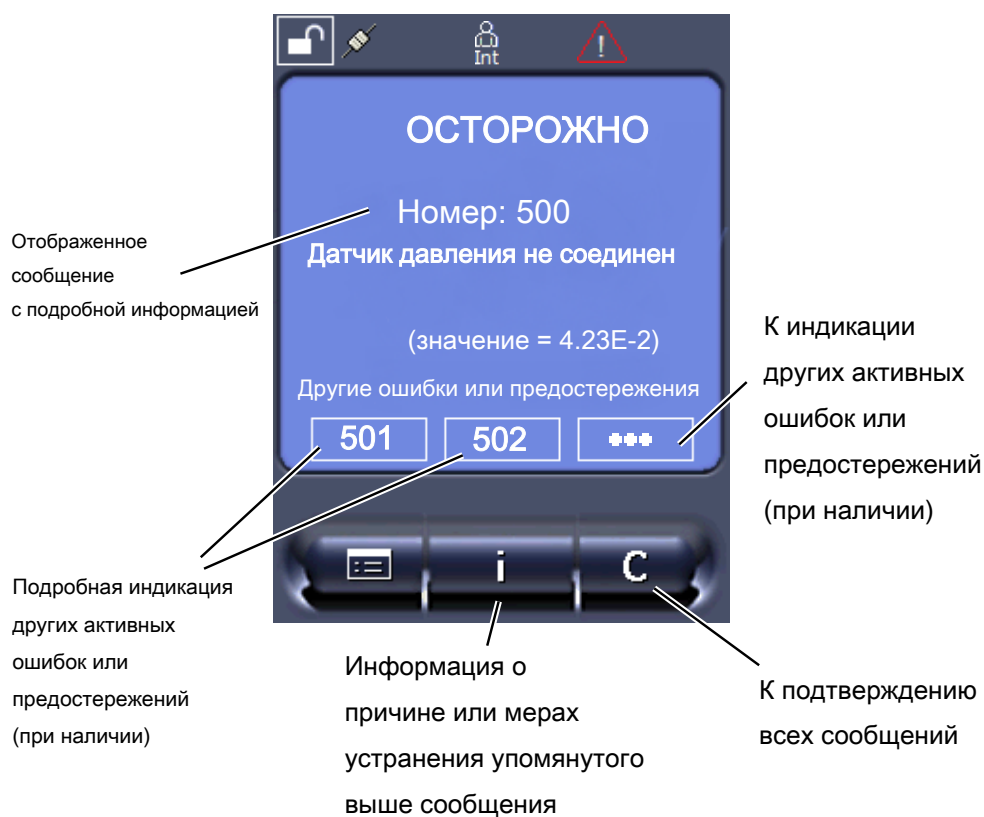 Int
!
ОСТОРОЖНО
Номер: 500
Датчик давления не соединен
(значение = 4.23E-2)
Другие ошибки или предостережения
501
502
•••
i
C
Отображенное
сообщение
с подробной информацией
К индикации
других активных
ошибок или
предостережений
(при наличии)
Подробная индикация
других активных
ошибок или
предостережений
(при наличии)
Информация о
причине или мерах
устранения упомянутого
выше сообщения
К подтверждению
всех сообщений